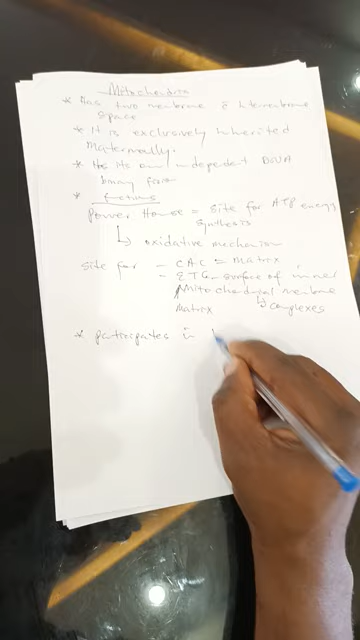 Mitochondria
* Has two membrane & Intermembrane
space
* It is exclusively Inherited
Maternally.
* Has Its own independent DNA
binary fission
*
Power House = site for ATP energy
synthesis
↳ oxidative mechanism
site for - CAC = Matrix
- ETC - surface of inner
Mitochondrial membrane
↳ complexes
Matrix
* participates in